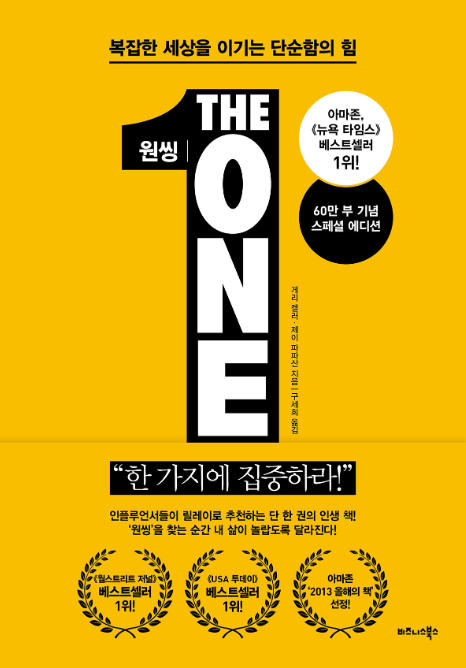 복잡한 세상을 이기는 단순함의 힘
THE
ONE
원씽
아마존,
《뉴욕 타임스》
베스트셀러
1위!
60만 부 기념
스페셜 에디션
게리 켈러·제이 파파산 지음 | 구세희 옮김
“한 가지에 집중하라!”
인플루언서들이 릴레이로 추천하는 단 한 권의 인생 책!
‘원씽’을 찾는 순간 내 삶이 놀랍도록 달라진다!
《월스트리트 저널》
베스트셀러
1위!
《USA 투데이》
베스트셀러
1위!
아마존
‘2013 올해의 책’
선정!
비즈니스북스